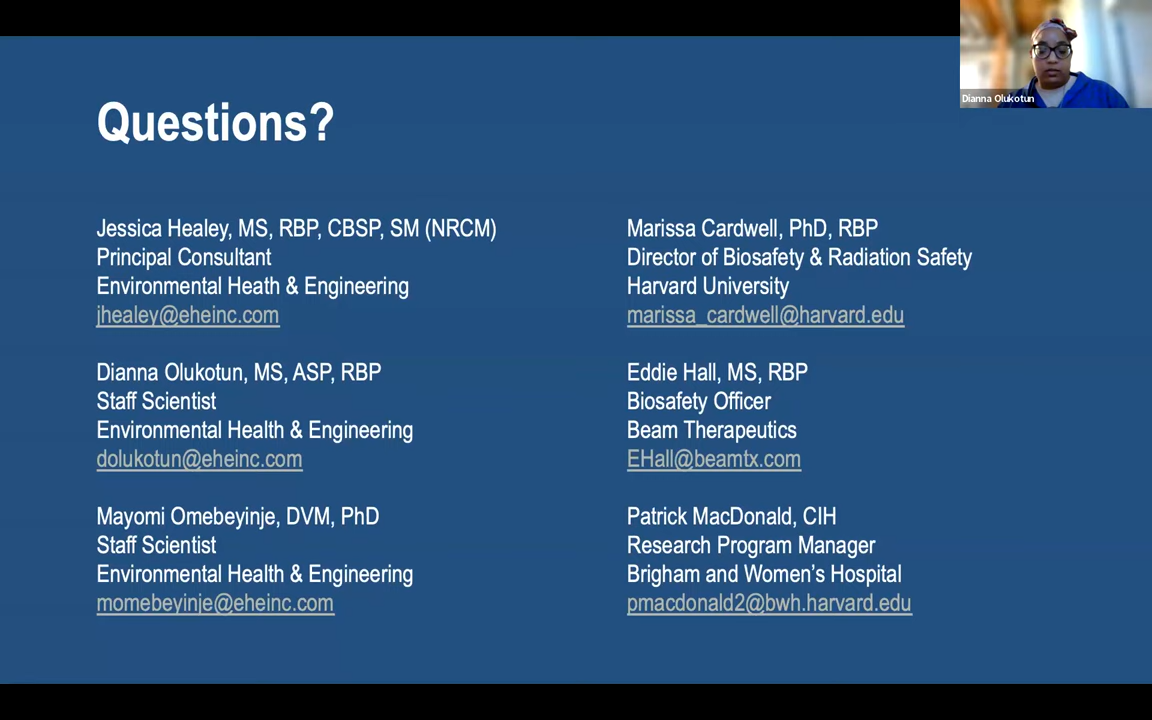 Dianna Olukotun
Questions?
Jessica Healey, MS, RBP, CBSP, SM (NRCM)
Principal Consultant
Environmental Heath & Engineering
jhealey@eheinc.com
Dianna Olukotun, MS, ASP, RBP
Staff Scientist
Environmental Health & Engineering
dolukotun@eheinc.com
Mayomi Omebeyinje, DVM, PhD
Staff Scientist
Environmental Health & Engineering
momebeyinje@eheinc.com
Marissa Cardwell, PhD, RBP
Director of Biosafety & Radiation Safety
Harvard University
marissa_cardwell@harvard.edu
Eddie Hall, MS, RBP
Biosafety Officer
Beam Therapeutics
EHall@beamtx.com
Patrick MacDonald, CIH
Research Program Manager
Brigham and Women’s Hospital
pmacdonald2@bwh.harvard.edu